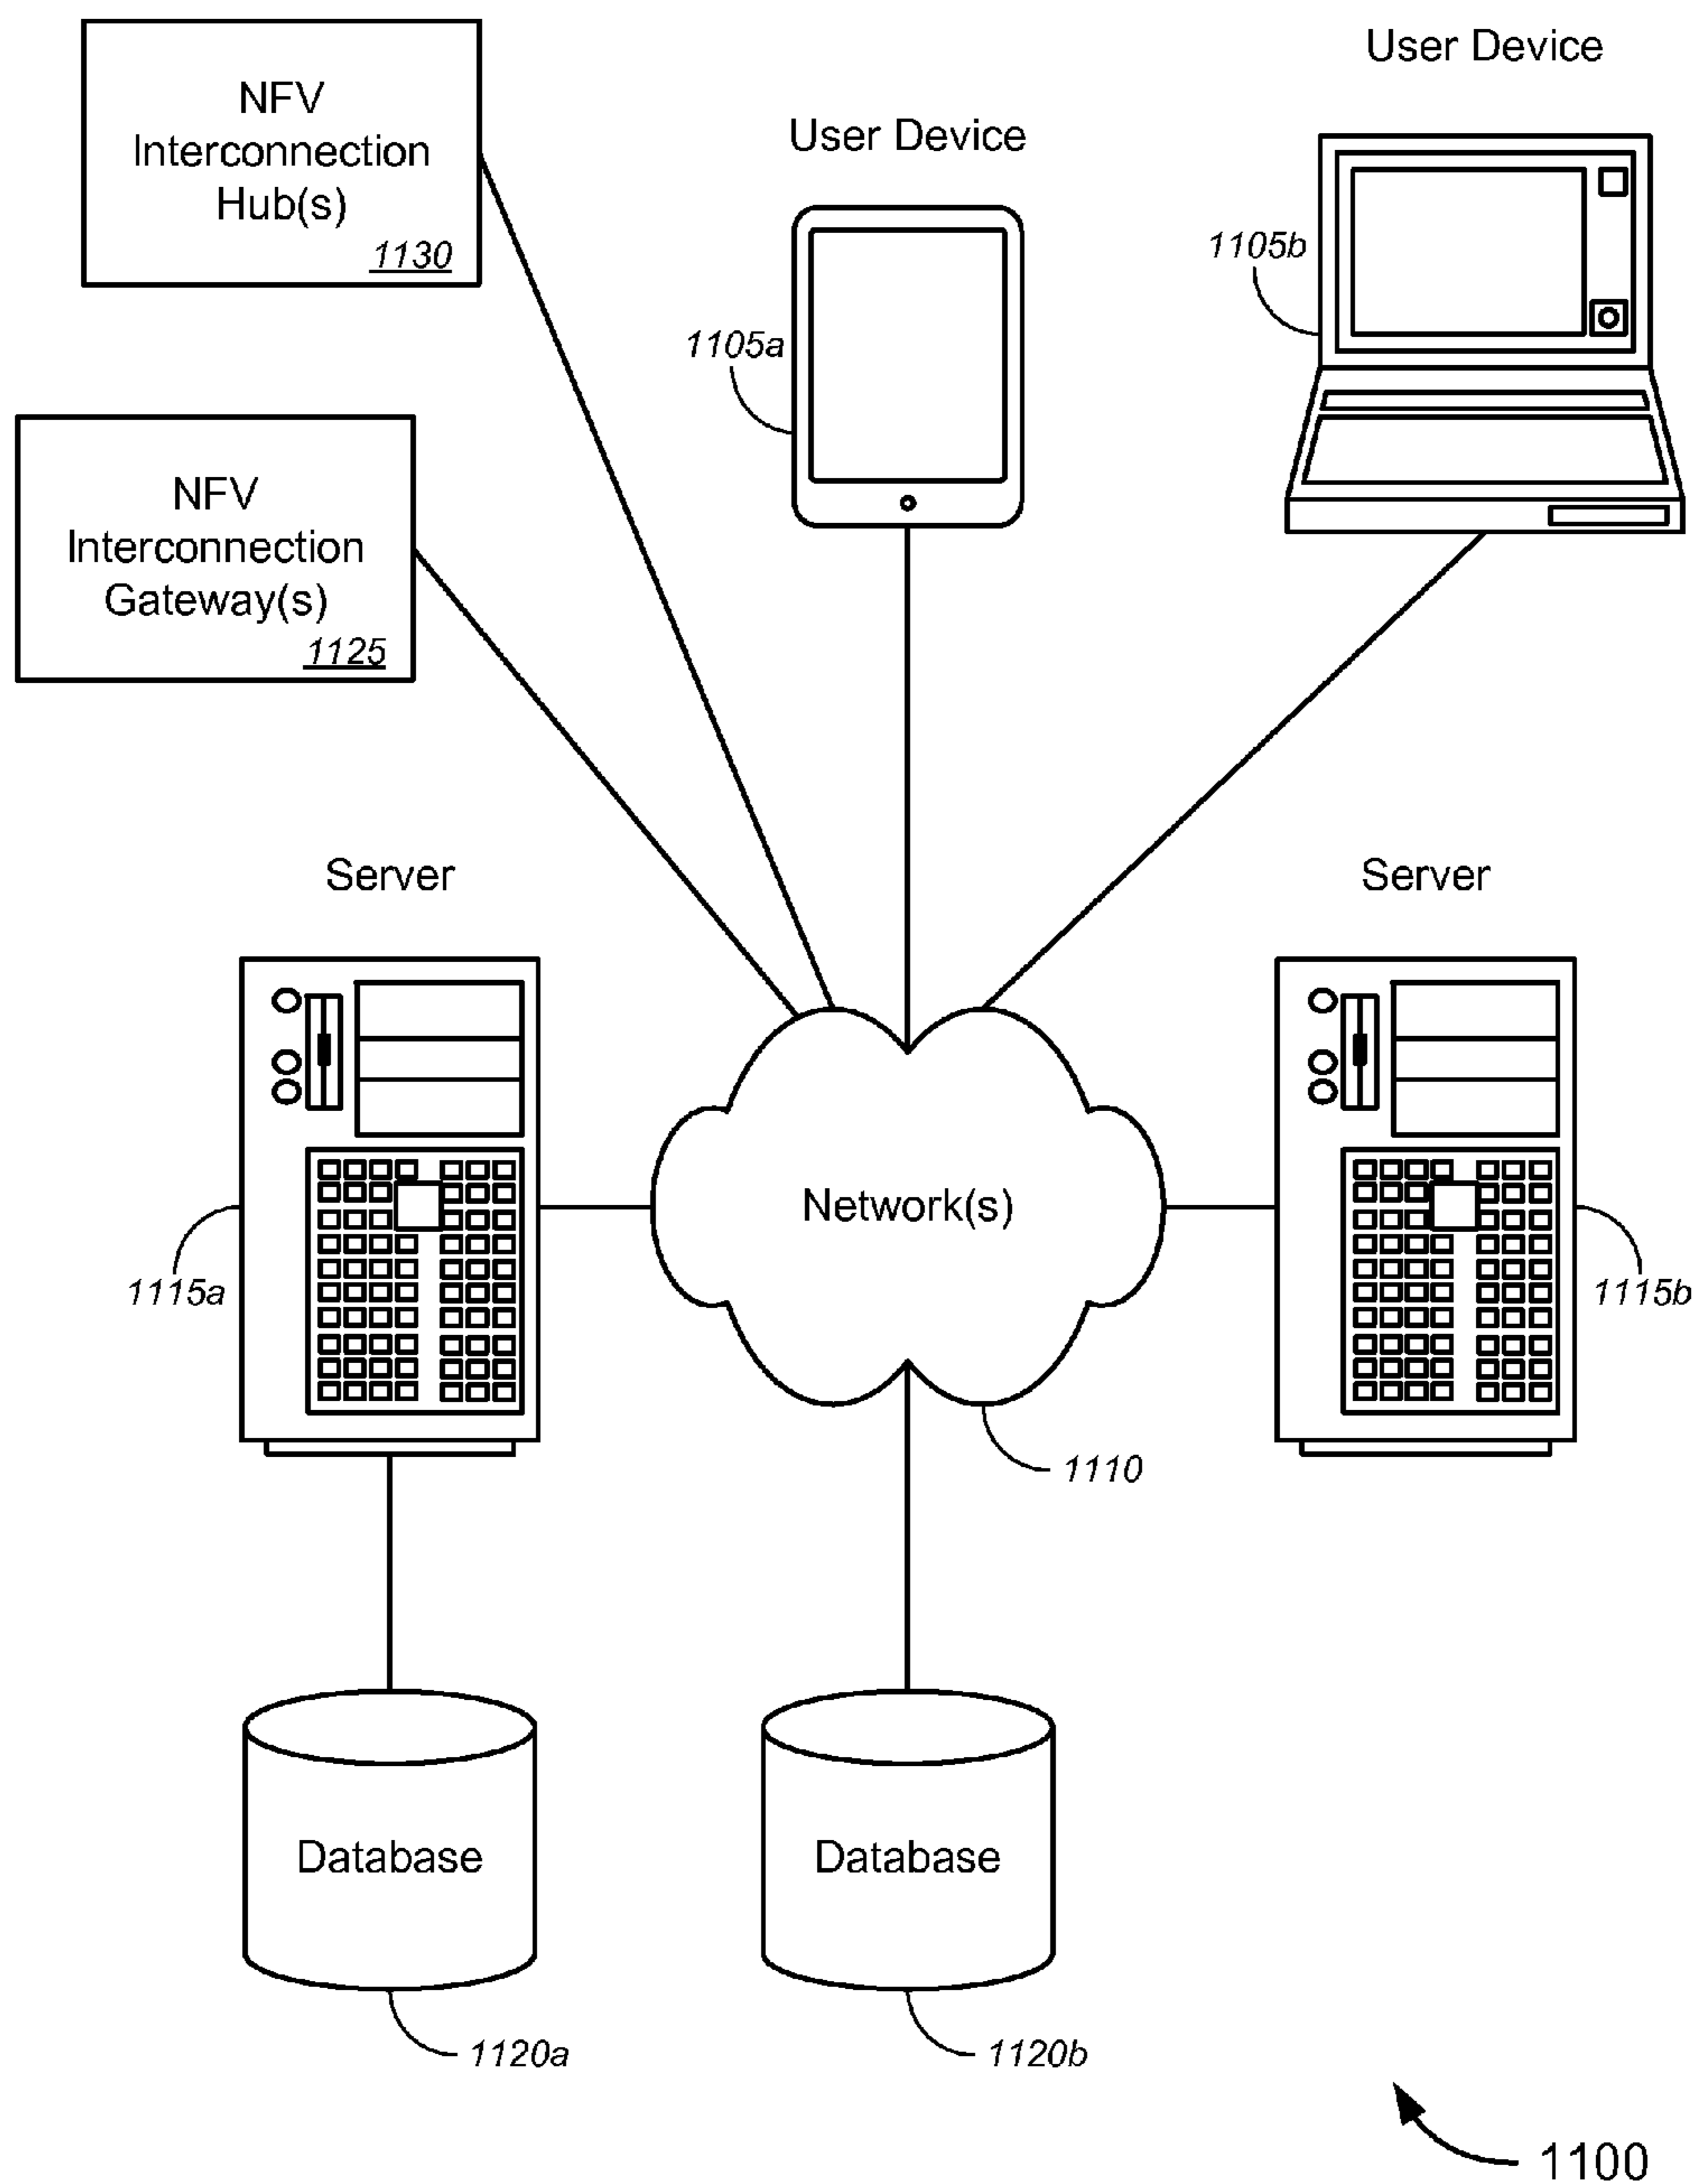 User Device
NFV
Interconnection
Hub(s)
1130
User Device
1105b
1105a
NFV
Interconnection
Gateway(s)
1125
Server
Server
Network(s)
1115a
1115b
1110
Database
Database
1120a
1120b
1100